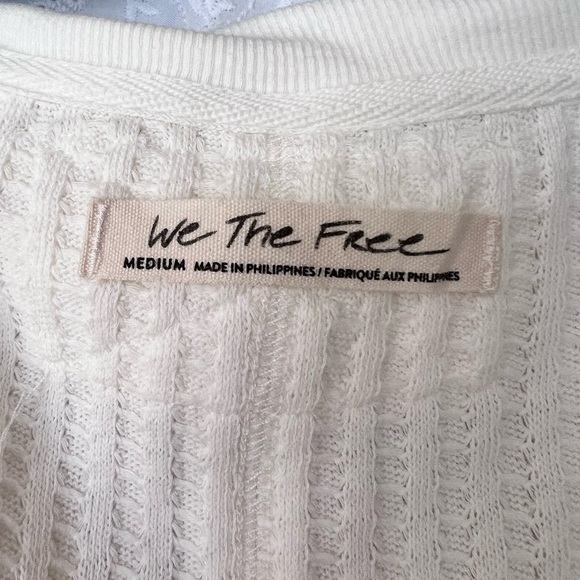 We The Free
MEDIUM MADE IN PHILIPPINES / FABRIQUÉ AUX PHILIPPINES